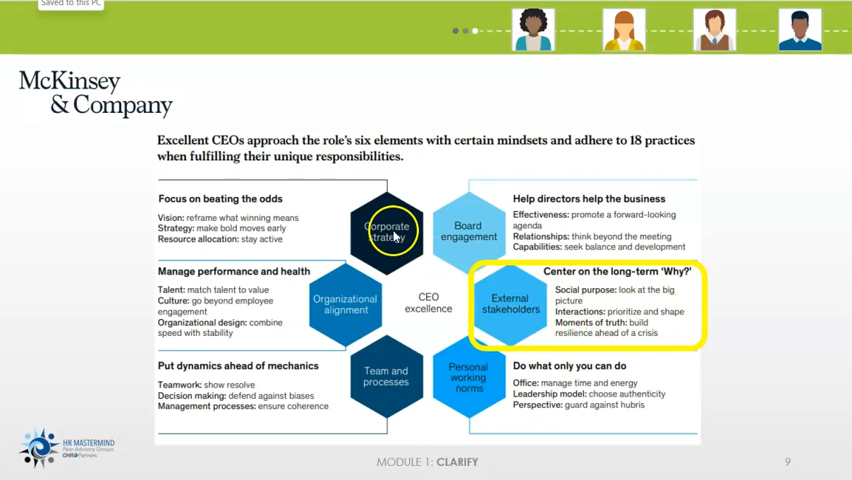 Saved to this PC
McKinsey
& Company
Excellent CEOs approach the role's six elements with certain mindsets and adhere to 18 practices
when fulfilling their unique responsibilities.
Focus on beating the odds
Vision: reframe what winning means
Strategy: make bold moves early
Resource allocation: stay active
Corporate
strategy
Board
engagement
Help directors help the business
Effectiveness: promote a forward-looking
agenda
Relationships: think beyond the meeting
Capabilities: seek balance and development
Manage performance and health
Talent: match talent to value
Culture: go beyond employee
engagement
Organizational design: combine
speed with stability
Organizational
alignment
CEO
excellence
External
stakeholders
Center on the long-term 'Why?'
Social purpose: look at the big
picture
Interactions: prioritize and shape
Moments of truth: build
resilience ahead of a crisis
Put dynamics ahead of mechanics
Teamwork: show resolve
Decision making: defend against biases
Management processes: ensure coherence
Team and
processes
Personal
working
norms
Do what only you can do
Office: manage time and energy
Leadership model: choose authenticity
Perspective: guard against hubris
HR MASTERMIND
Peer Advisory Groups
CHRO Partners
MODULE 1: CLARIFY
9